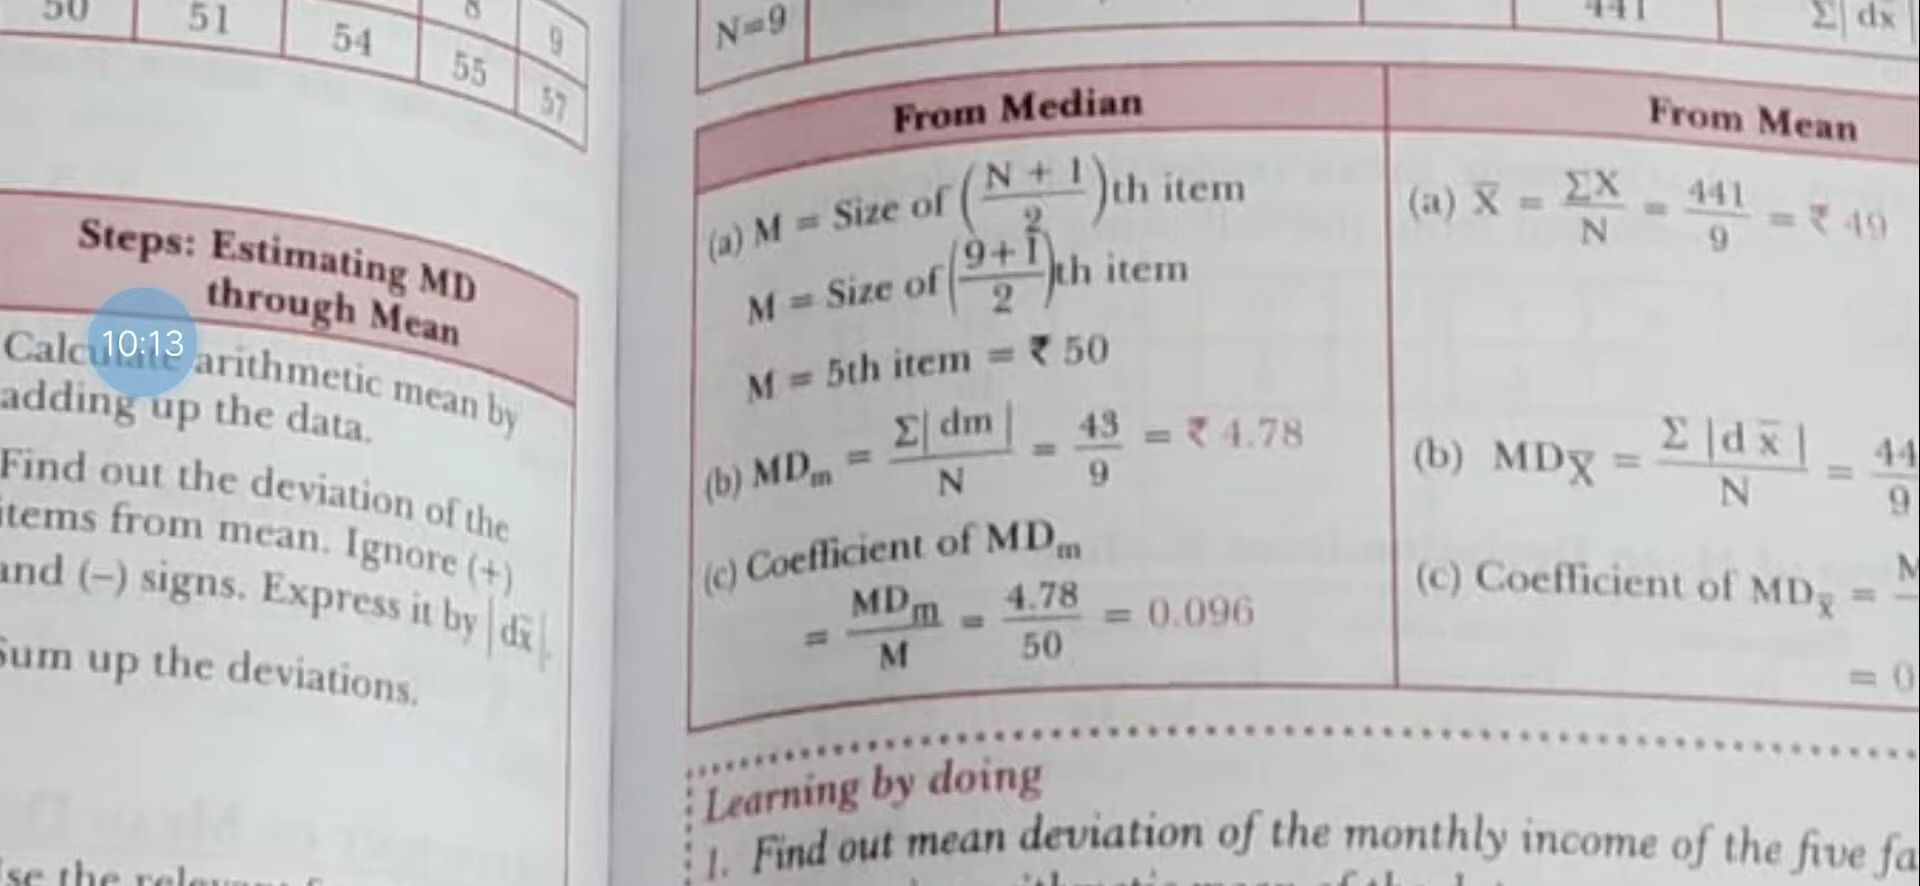 50 51 54 8 9
55 57
Steps: Estimating MD
through Mean
10:13
arithmetic mean by
adding up the data.
Find out the deviation of the
items from mean. Ignore (+)
and (–) signs. Express it by |dx̄|.
Sum up the deviations.
N=9
441 Σ| dx̄
From Median
(a) M = Size of ((N + 1)/2)th item
M = Size of ((9+1)/2)th item
M = 5th item = ₹ 50
(b) MDm = Σ| dm |/N = 43/9 = ₹ 4.78
(c) Coefficient of MDm
= MDm/M = 4.78/50 = 0.096
From Mean
(a) X̄ = ΣX/N = 441/9 = ₹ 49
(b) MDX̄ = Σ |d x̄ |/N = 44/9
(c) Coefficient of MDx̄ =
= 0
Learning by doing
1. Find out mean deviation of the monthly income of the five fa